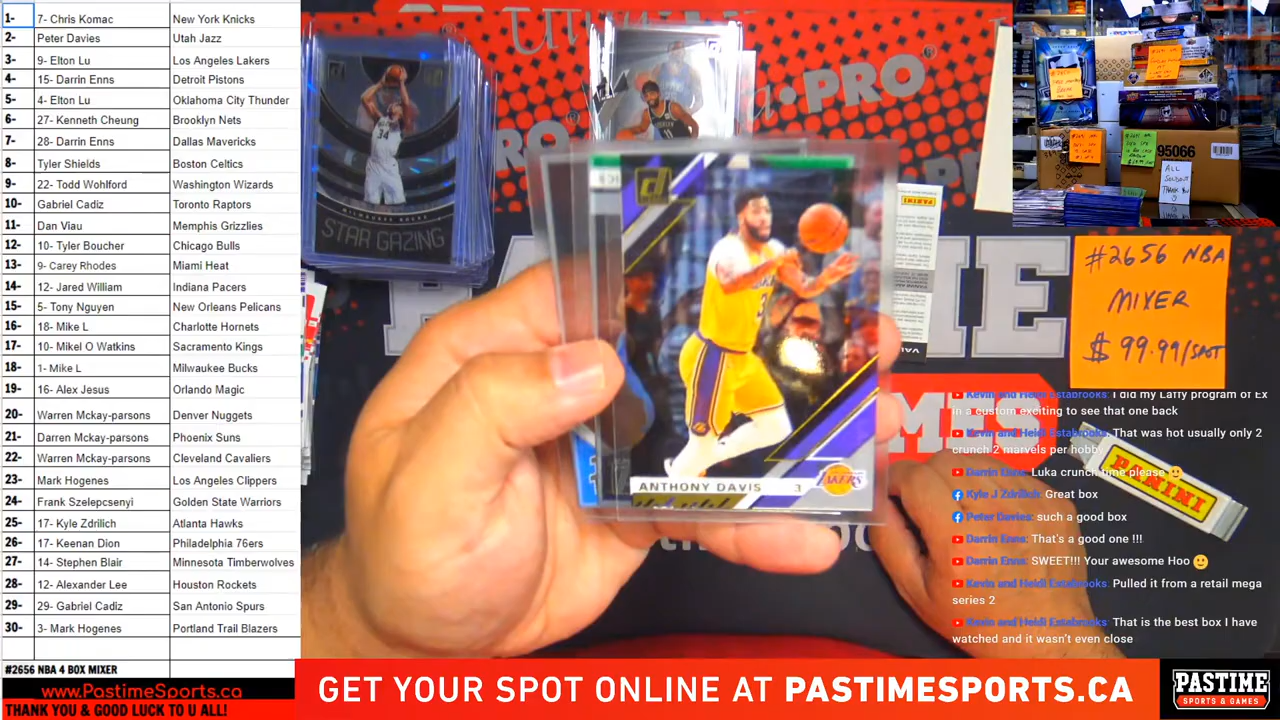 1- 7- Chris Komac New York Knicks
2- Peter Davies Utah Jazz
3- 9- Elton Lu Los Angeles Lakers
4- 15- Darrin Enns Detroit Pistons
5- 4- Elton Lu Oklahoma City Thunder
6- 27- Kenneth Cheung Brooklyn Nets
7- 28- Darrin Enns Dallas Mavericks
8- Tyler Shields Boston Celtics
9- 22- Todd Wohlford Washington Wizards
10- Gabriel Cadiz Toronto Raptors
11- Dan Viau Memphis Grizzlies
12- 10- Tyler Boucher Chicago Bulls
13- 9- Carey Rhodes Miami Heat
14- 12- Jared William Indiana Pacers
15- 5- Tony Nguyen New Orleans Pelicans
16- 18- Mike L Charlotte Hornets
17- 10- Mikel O Watkins Sacramento Kings
18- 1- Mike L Milwaukee Bucks
19- 16- Alex Jesus Orlando Magic
20- Warren Mckay-parsons Denver Nuggets
21- Darren Mckay-parsons Phoenix Suns
22- Warren Mckay-parsons Cleveland Cavaliers
23- Mark Hogenes Los Angeles Clippers
24- Frank Szelepcsenyi Golden State Warriors
25- 17- Kyle Zdrilich Atlanta Hawks
26- 17- Keenan Dion Philadelphia 76ers
27- 14- Stephen Blair Minnesota Timberwolves
28- 12- Alexander Lee Houston Rockets
29- 29- Gabriel Cadiz San Antonio Spurs
30- 3- Mark Hogenes Portland Trail Blazers
#2656 NBA 4 BOX MIXER
www.PastimeSports.ca
THANK YOU & GOOD LUCK TO U ALL!
PRO
34
MILWAUKEE BUCKS
STARGAZING
ANTHONY DAVIS 3
LAKERS
PANINI
95066
ALL
SOLDOUT
THANK
YOU
#2656 NBA
MIXER
$ 99.99/SPOT
Kevin and Heidi Estabrooks: I did my Laffy program of Ex
in a custom exciting to see that one back
Kevin and Heidi Estabrooks: That was hot usually only 2
crunch 2 marvels per hobby
Darrin Enns: Luka crunch time please 🙂
Kyle J Zdrilich: Great box
Peter Davies: such a good box
Darrin Enns: That's a good one !!!
Darrin Enns: SWEET!!! Your awesome Hoo 🙂
Kevin and Heidi Estabrooks: Pulled it from a retail mega
series 2
Kevin and Heidi Estabrooks: That is the best box I have
watched and it wasn't even close
PANINI
GET YOUR SPOT ONLINE AT PASTIMESPORTS.CA
PASTIME
SPORTS & GAMES